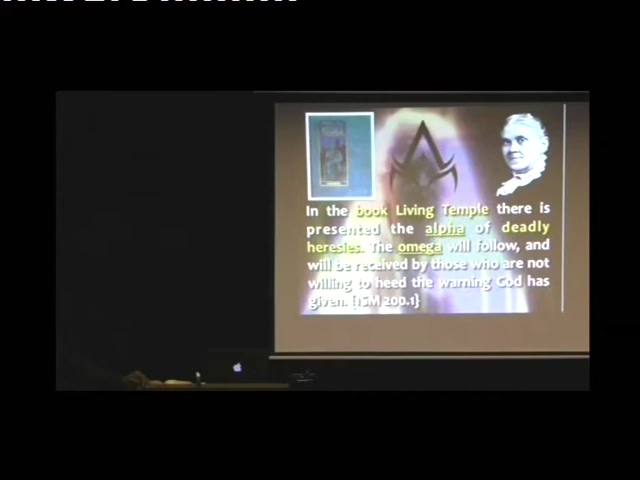 In the book Living Temple there is
presented the alpha of deadly
heresies. The omega will follow, and
will be received by those who are not
willing to heed the warning God has
given. {1SM 200.1}